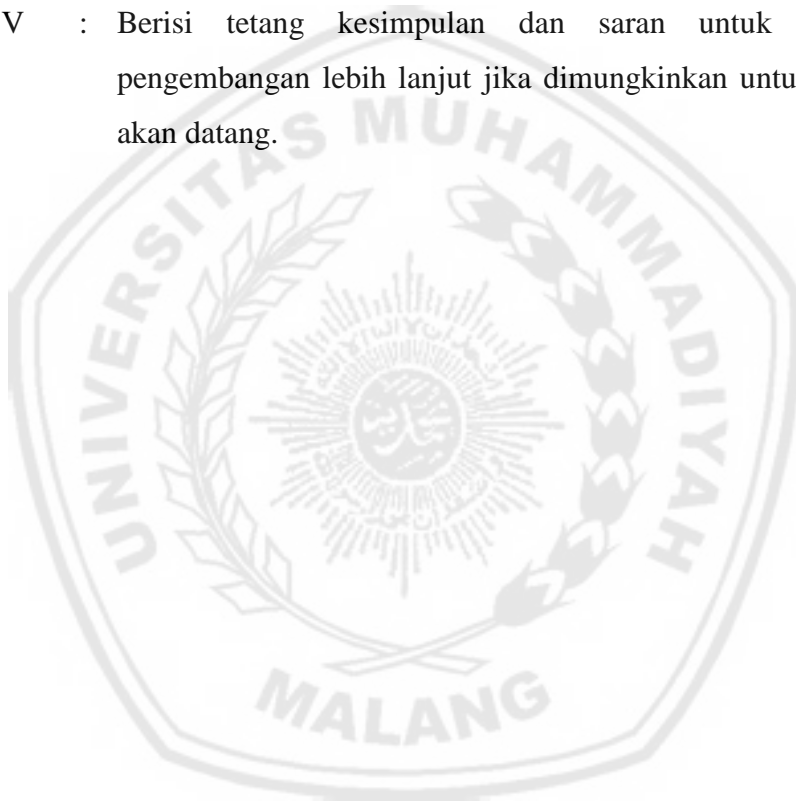 V : Berisi tetang kesimpulan dan saran untuk
pengembangan lebih lanjut jika dimungkinkan untu
akan datang.
UNIVERSITAS MUHAMMADIYAH
MALANG